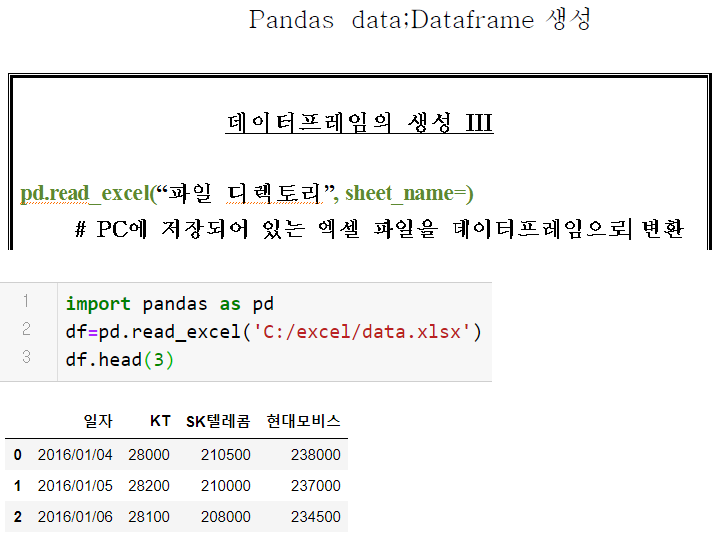 Pandas data;Dataframe 생성
데이터프레임의 생성 III
pd.read_excel(“파일 디렉토리”, sheet_name=)
# PC에 저장되어 있는 엑셀 파일을 데이터프레임으로 변환
1 import pandas as pd
2 df=pd.read_excel('C:/excel/data.xlsx')
3 df.head(3)
일자 KT SK텔레콤 현대모비스
0 2016/01/04 28000 210500 238000
1 2016/01/05 28200 210000 237000
2 2016/01/06 28100 208000 234500